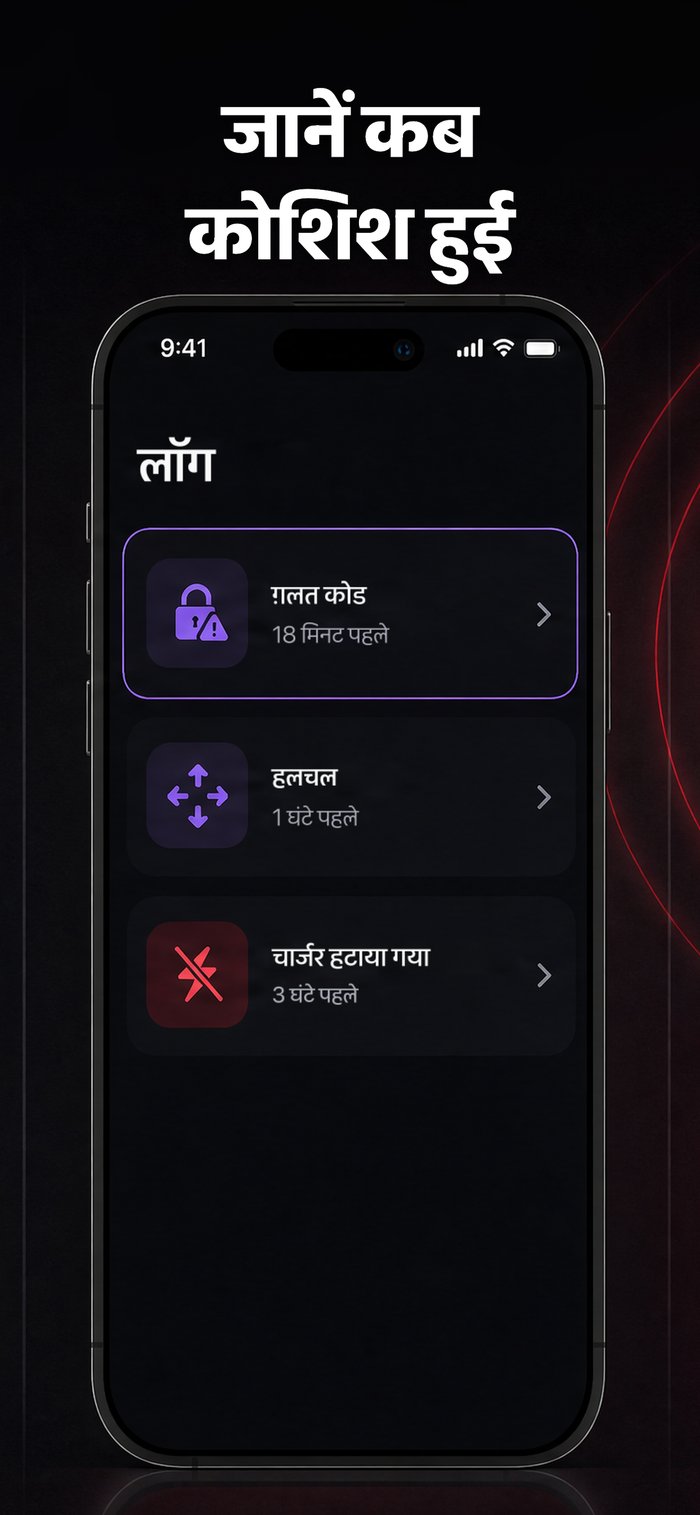 जानें कब
कोशिश हुई
9:41
लॉग
ग़लत कोड
18 मिनट पहले
हलचल
1 घंटे पहले
चार्जर हटाया गया
3 घंटे पहले